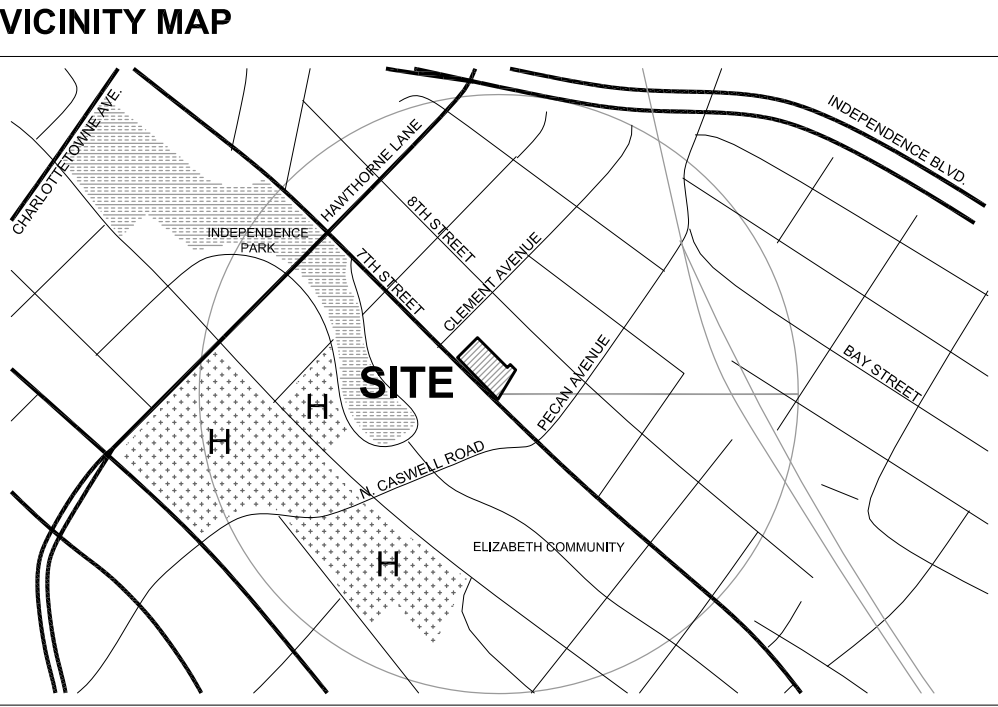 VICINITY MAP
INDEPENDENCE BLVD.
CHARLOTTETOWNE AVE.
HAWTHORNE LANE
8TH STREET
INDEPENDENCE
PARK
7TH STREET
CLEMENT AVENUE
BAY STREET
PECAN AVENUE
SITE
H
H
N. CASWELL ROAD
ELIZABETH COMMUNITY
H